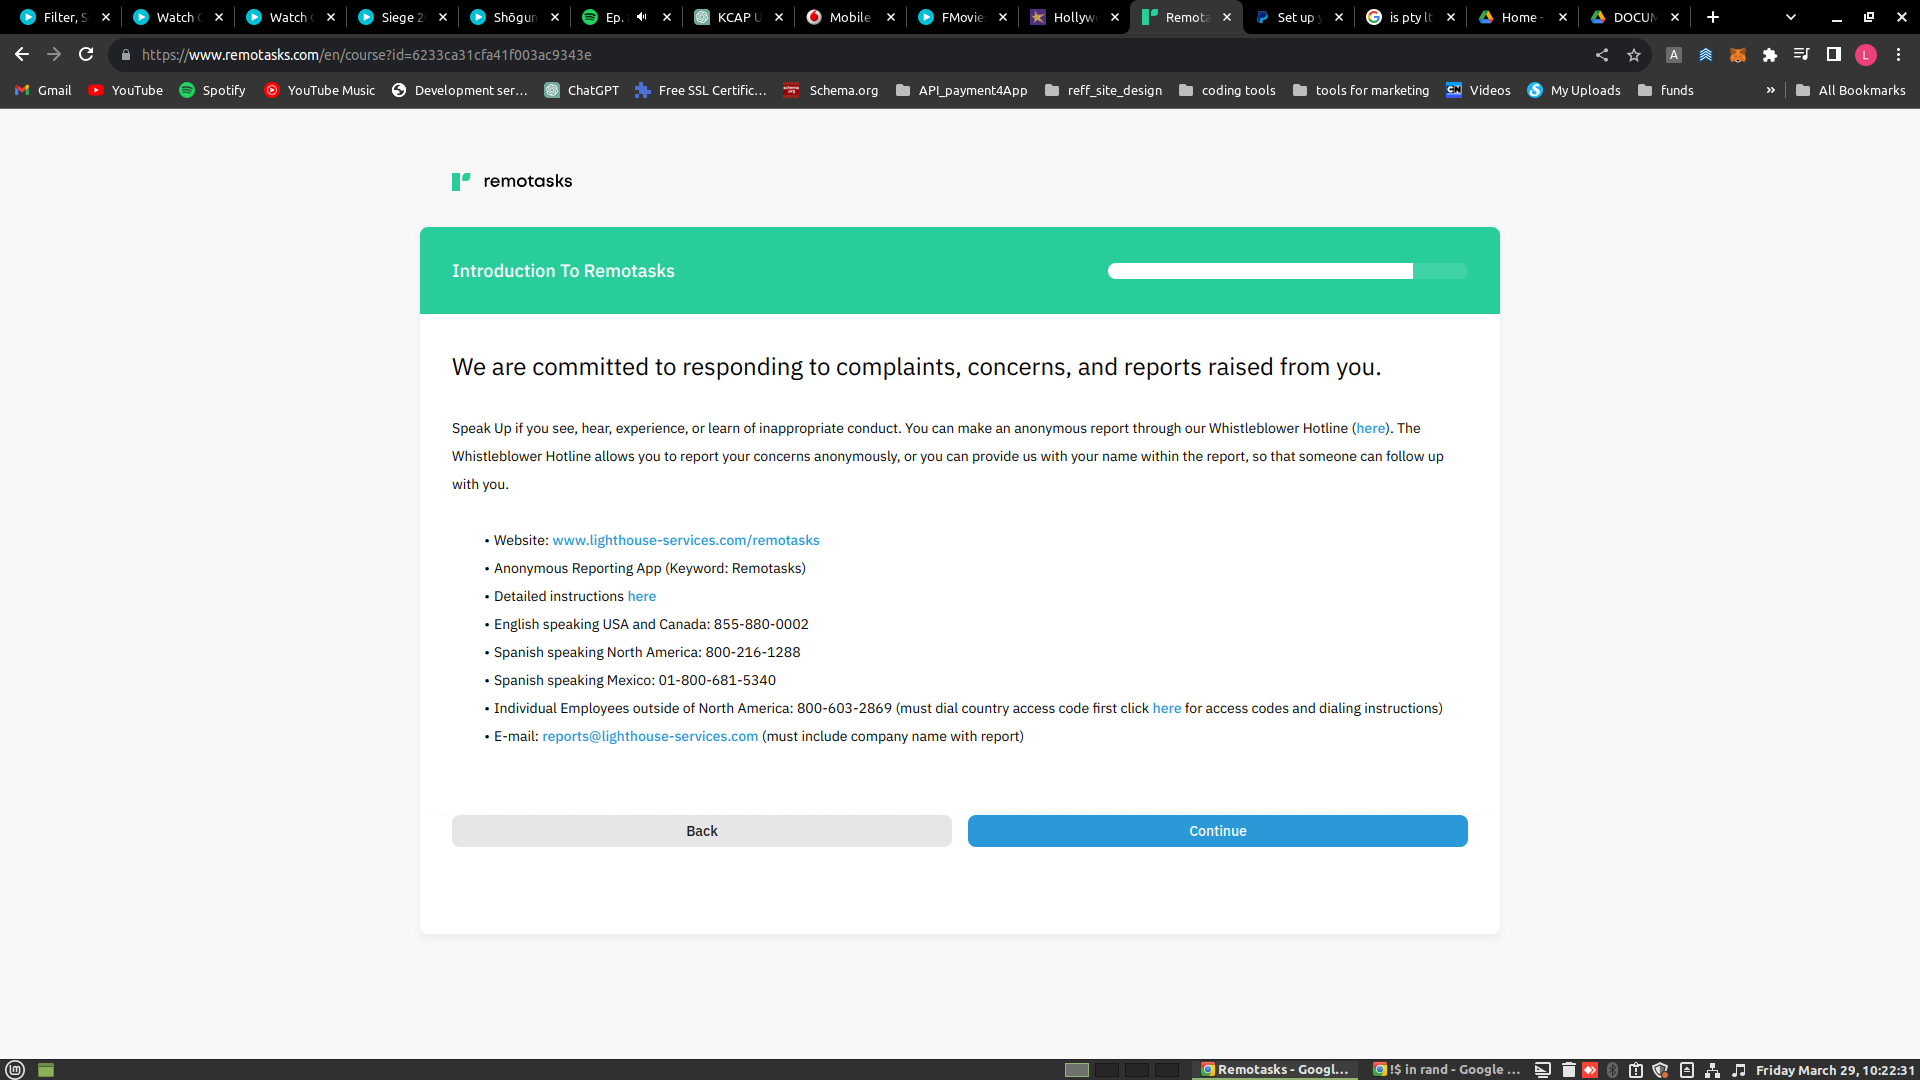 Filter, S
Watch
Watch
Siege 2
Shōgun
Ep.
KCAP U
Mobile
FMovie
Hollyw
Remota
Set up
is pty lt
Home -
DOCUM
https://www.remotasks.com/en/course?id=6233ca31cfa41f003ac9343e
A
L
Gmail
YouTube
Spotify
YouTube Music
Development ser...
ChatGPT
Free SSL Certific...
Schema.org
API_payment4App
reff_site_design
coding tools
tools for marketing
Videos
My Uploads
funds
»
All Bookmarks
remotasks
Introduction To Remotasks
We are committed to responding to complaints, concerns, and reports raised from you.
Speak Up if you see, hear, experience, or learn of inappropriate conduct. You can make an anonymous report through our Whistleblower Hotline (here). The
Whistleblower Hotline allows you to report your concerns anonymously, or you can provide us with your name within the report, so that someone can follow up
with you.
• Website: www.lighthouse-services.com/remotasks
• Anonymous Reporting App (Keyword: Remotasks)
• Detailed instructions here
• English speaking USA and Canada: 855-880-0002
• Spanish speaking North America: 800-216-1288
• Spanish speaking Mexico: 01-800-681-5340
• Individual Employees outside of North America: 800-603-2869 (must dial country access code first click here for access codes and dialing instructions)
• E-mail: reports@lighthouse-services.com (must include company name with report)
Back
Continue
Remotasks - Googl...
!$ in rand - Google ...
Friday March 29, 10:22:31